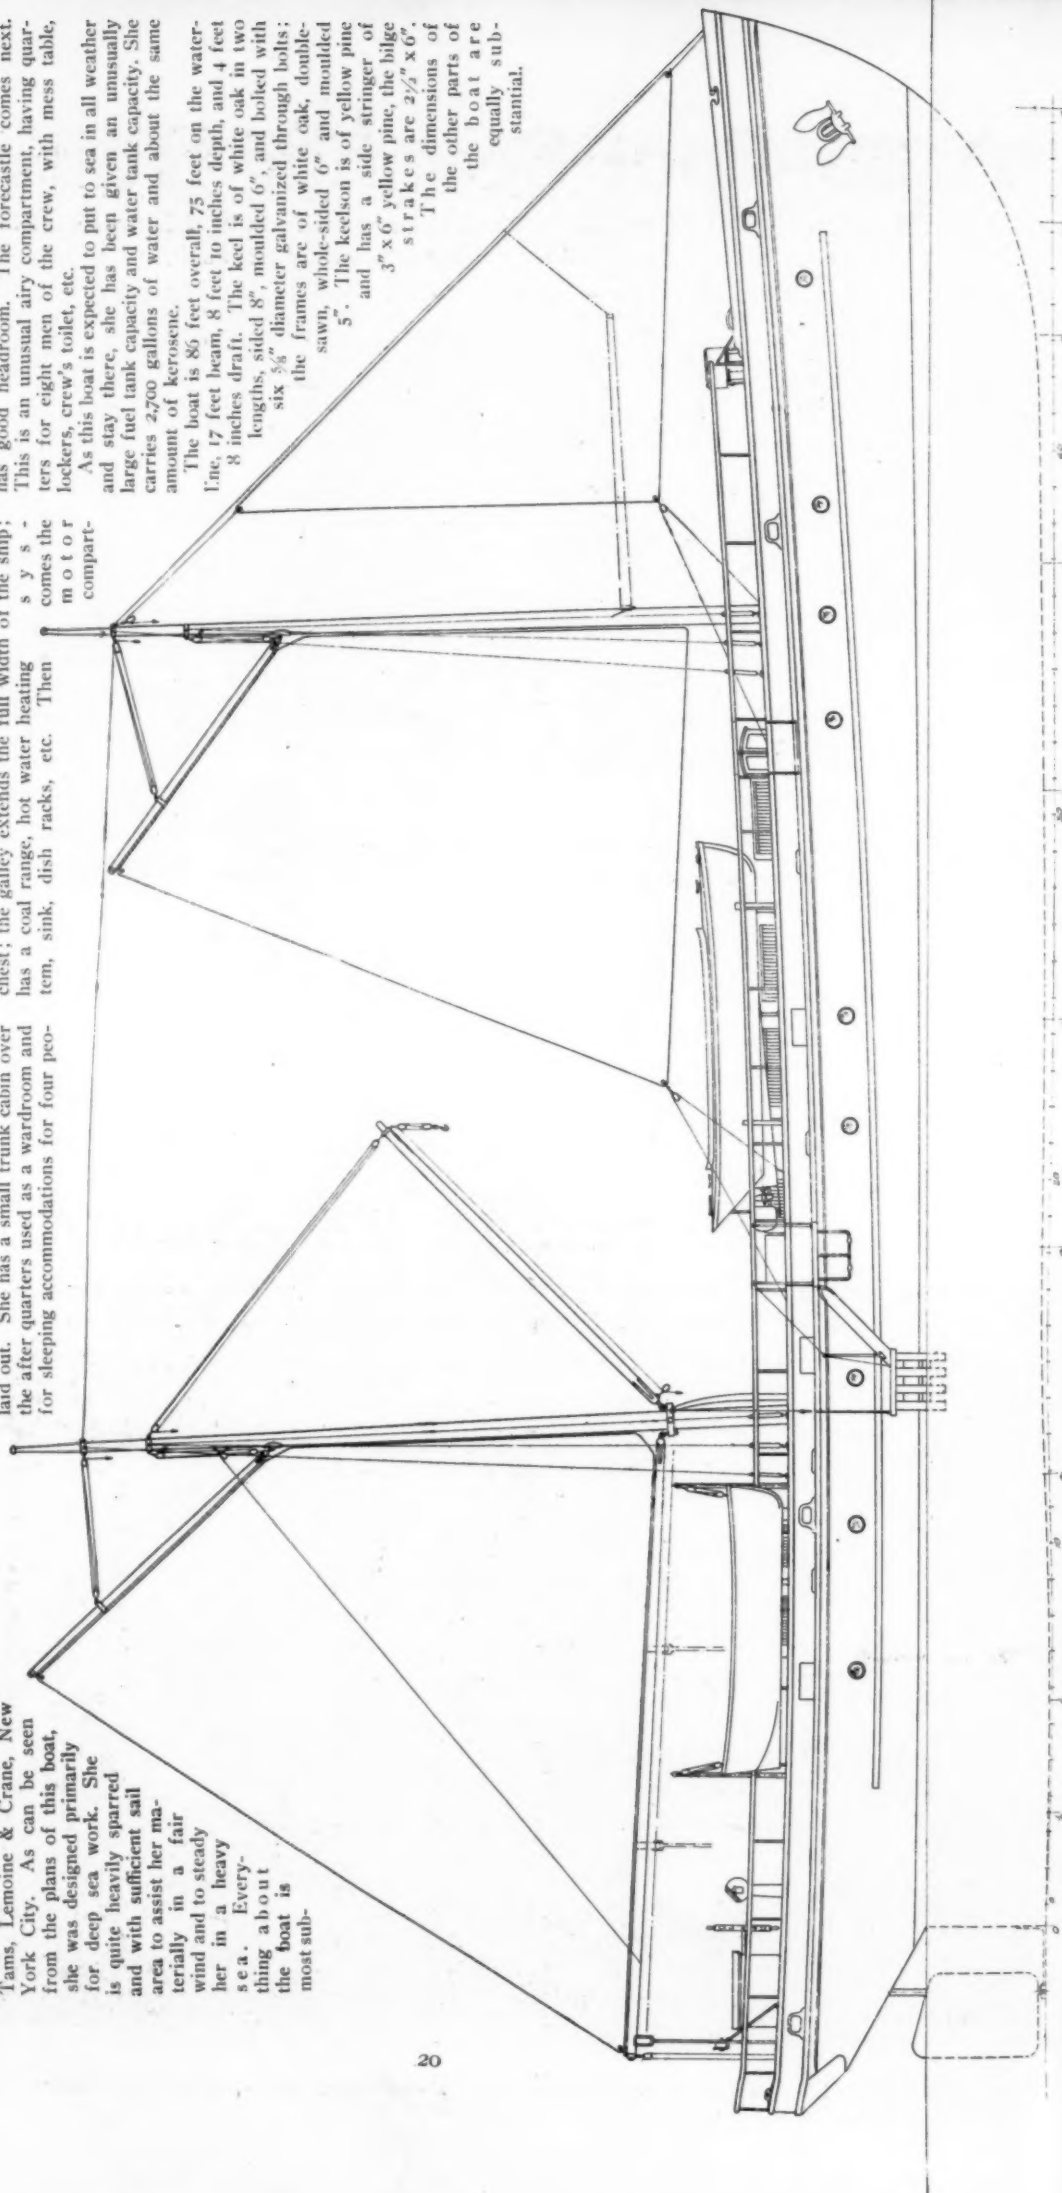 Tams, Lemoine & Crane, New
York City. As can be seen
from the plans of this boat,
she was designed primarily
for deep sea work. She
is quite heavily sparred
and with sufficient sail
area to assist her ma-
terially in a fair
wind and to steady
her in a heavy
sea. Every-
thing about
the boat is
most sub-
laid out. She has a small trunk cabin over
the after quarters used as a wardroom and
for sleeping accommodations for four peo-
chest; the galley extends the full width of the ship;
has a coal range, hot water heating sys-
tem, sink, dish racks, etc. Then comes the
motor
compart-
has good headroom. The forecastle comes next.
This is an unusual airy compartment, having quar-
ters for eight men of the crew, with mess table,
lockers, crew's toilet, etc.
As this boat is expected to put to sea in all weather
and stay there, she has been given an unusually
large fuel tank capacity and water tank capacity. She
carries 2,700 gallons of water and about the same
amount of kerosene.
The boat is 86 feet overall, 75 feet on the water-
line, 17 feet beam, 8 feet 10 inches depth, and 4 feet
8 inches draft. The keel is of white oak in two
lengths, sided 8", moulded 6", and bolted with
six ⅝" diameter galvanized through bolts;
the frames are of white oak, double-
sawn, whole-sided 6" and moulded
5". The keelson is of yellow pine
and has a side stringer of
3" x 6" yellow pine, the bilge
strakes are 2½" x 6".
The dimensions of
the other parts of
the boat are
equally sub-
stantial.
20